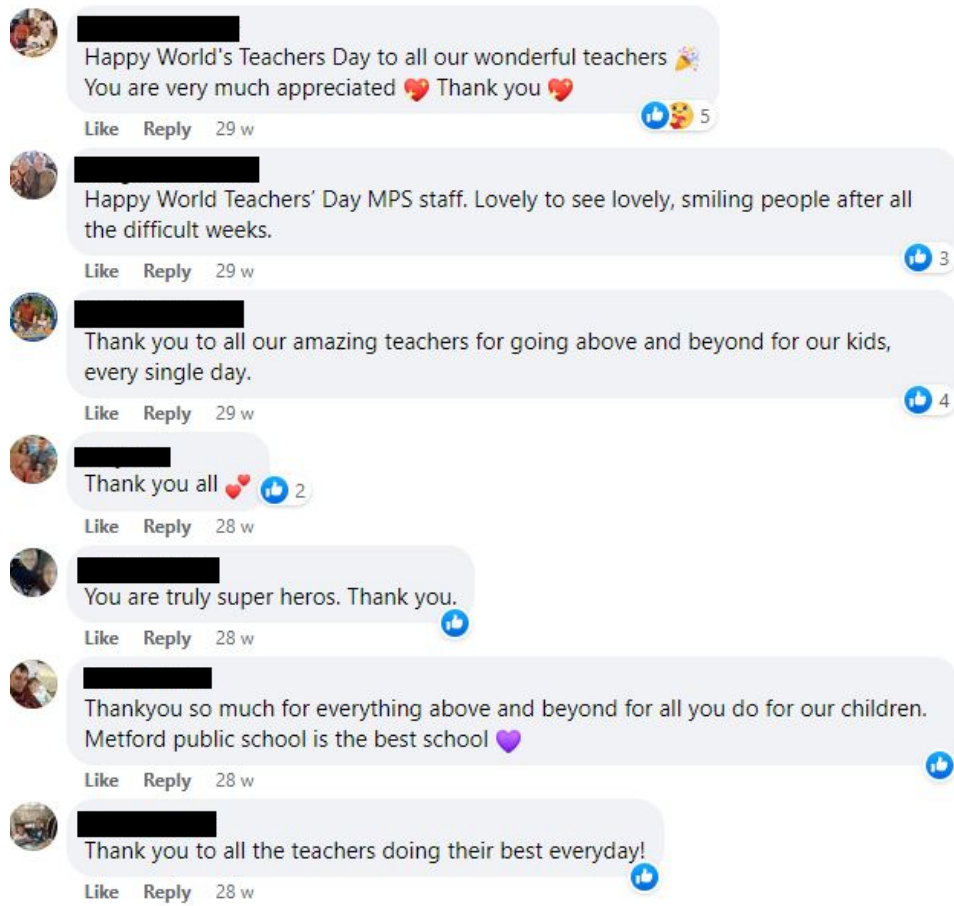 Happy World's Teachers Day to all our wonderful teachers 🎉
You are very much appreciated 💖 Thank you 💖
5
Like Reply 29 w
Happy World Teachers’ Day MPS staff. Lovely to see lovely, smiling people after all
the difficult weeks.
3
Like Reply 29 w
Thank you to all our amazing teachers for going above and beyond for our kids,
every single day.
4
Like Reply 29 w
Thank you all 💕 2
Like Reply 28 w
You are truly super heros. Thank you.
Like Reply 28 w
Thankyou so much for everything above and beyond for all you do for our children.
Metford public school is the best school 💜
Like Reply 28 w
Thank you to all the teachers doing their best everyday!
Like Reply 28 w